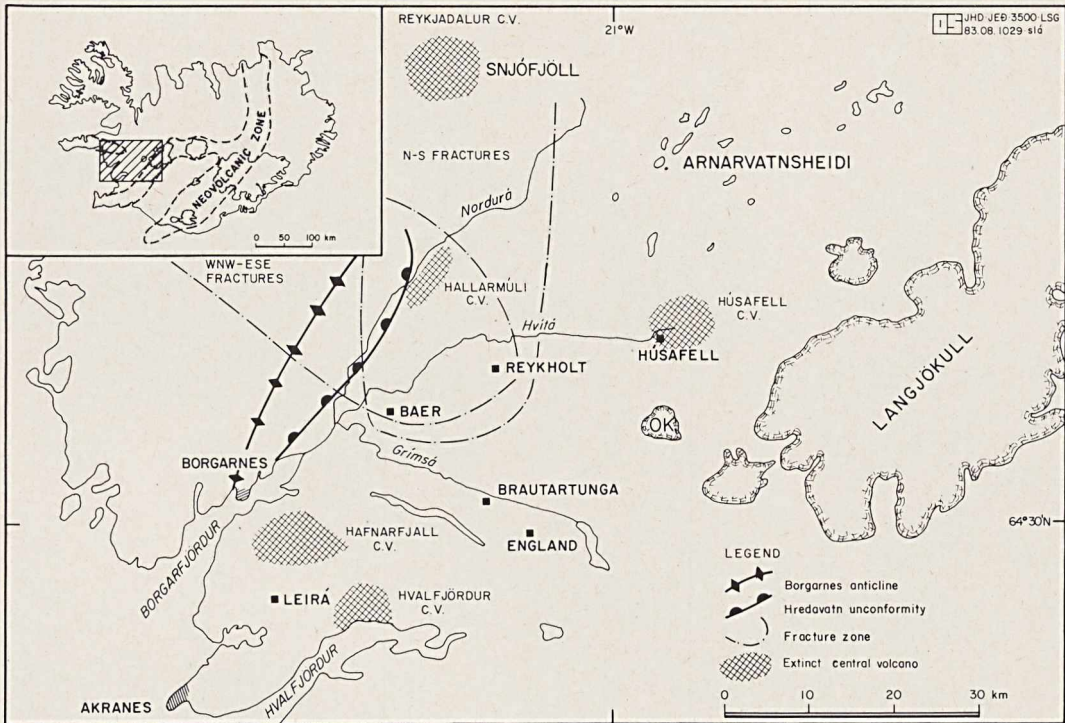 REYKJADALUR C.V.
SNJÓFJÖLL
21°W
JHD·JEÐ·3500·LSG
83.08.1029·slá
NEOVOLCANIC ZONE
0 50 100 km
N-S FRACTURES
Nordurá
ARNARVATNSHEIDI
WNW-ESE
FRACTURES
HALLARMÚLI
C.V.
HÚSAFELL
C.V.
Hvítá
HÚSAFELL
REYKHOLT
LANGJÖKULL
BAER
OK
Grímsá
BORGARNES
BRAUTARTUNGA
64°30'N
HAFNARFJALL
C.V.
ENGLAND
BORGARFJÖRDUR
LEIRÁ
HVALFJÖRDUR
C.V.
HVALFJÖRDUR
AKRANES
LEGEND
Borgarnes anticline
Hredavatn unconformity
Fracture zone
Extinct central volcano
0 10 20 30 km